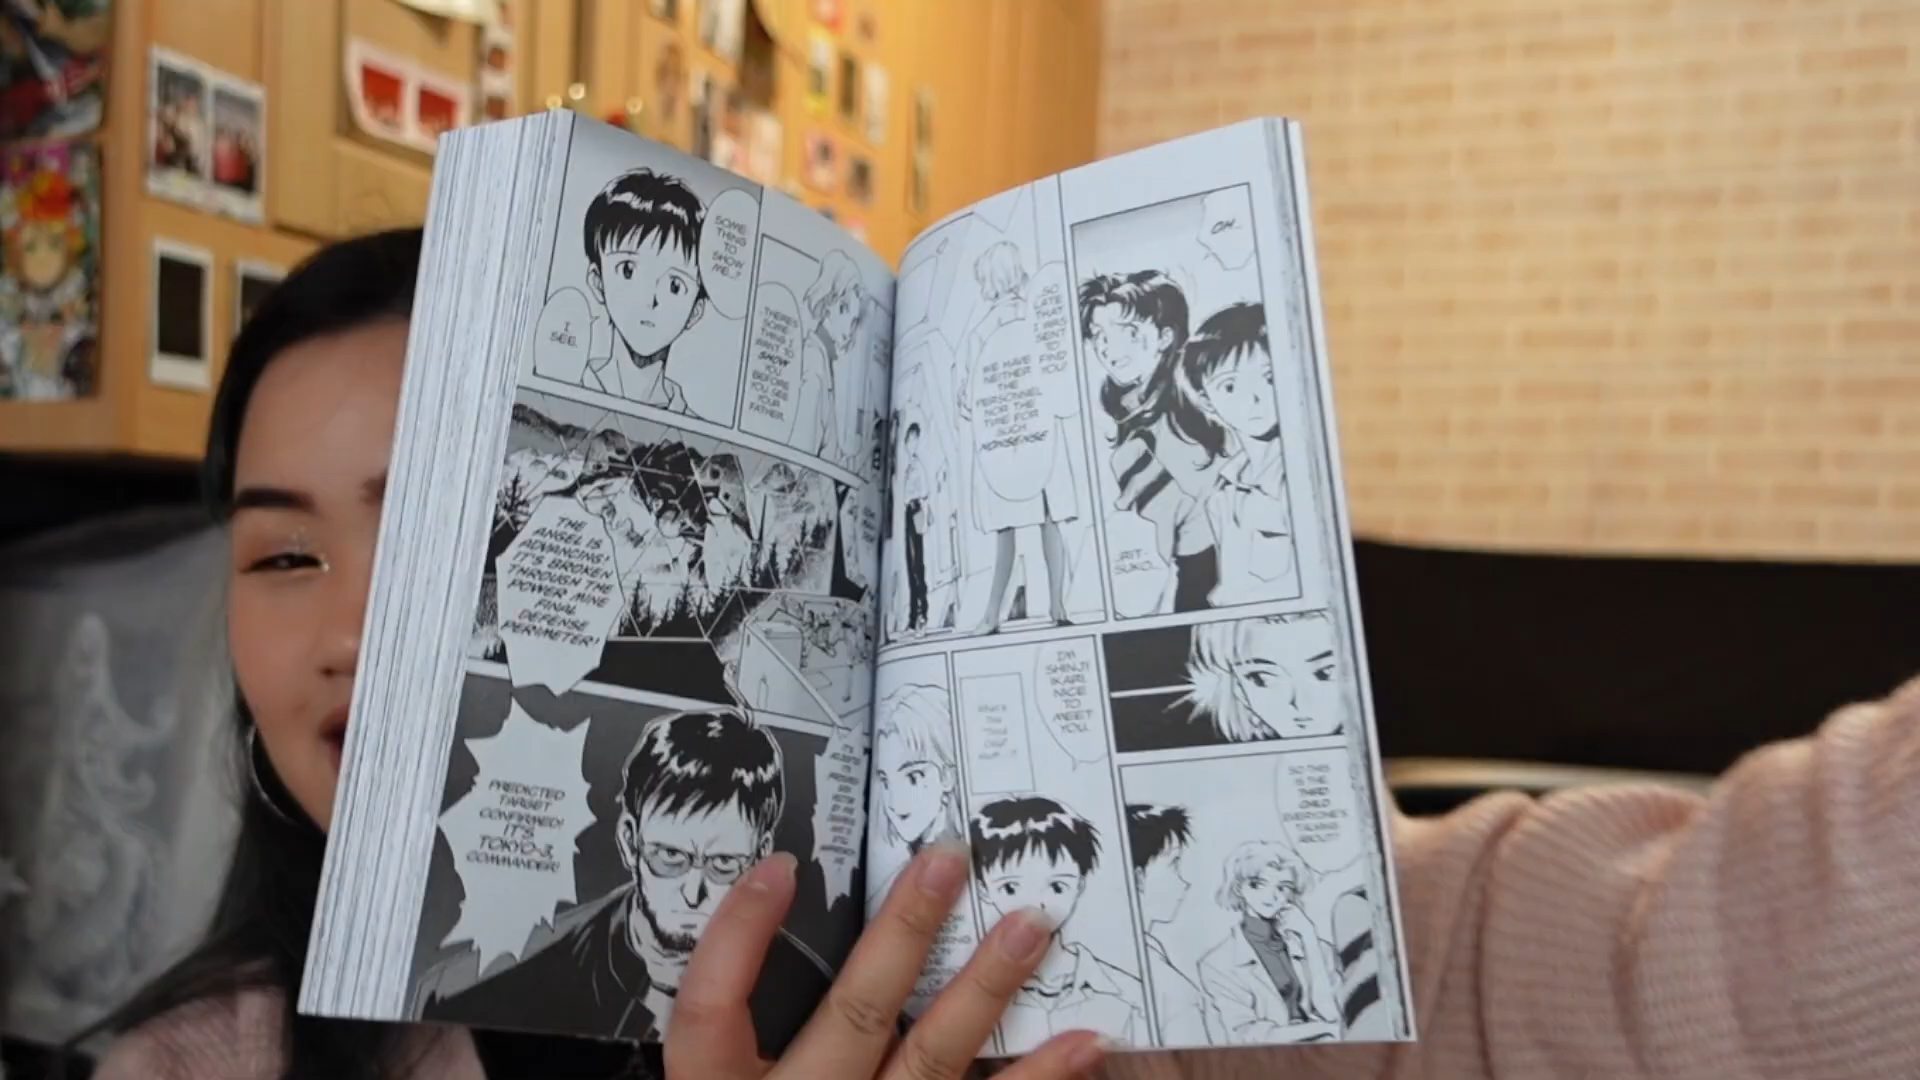 OH...
SO
LATE
THAT
I WAS
SENT
TO
FIND
YOU!
WE HAVE
NEITHER
THE
PERSONNEL
NOR THE
TIME FOR
SUCH
NONSENSE
...RIT-
SUKO...
SO THIS
IS THE
THIRD
CHILD
EVERYONE'S
TALKING
ABOUT?
I'M
SHINJI
IKARI.
NICE
TO
MEET
YOU.
SOME-
THING
TO
SHOW
ME...?
I
SEE.
THERE'S
SOME-
THING I
WANT TO
SHOW
YOU
BEFORE
YOU SEE
YOUR
FATHER.
THE
ANGEL IS
ADVANCING!
IT'S BROKEN
THROUGH THE
POWER MINE
FINAL
DEFENSE
PERIMETER!
PREDICTED
TARGET
CONFIRMED!
IT'S
TOKYO-3,
COMMANDER!